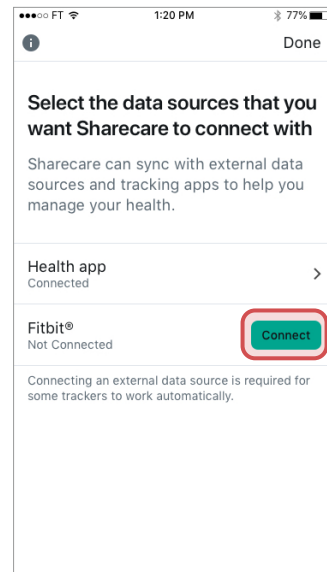 FT 1:20 PM 77%
Done
Select the data sources that you
want Sharecare to connect with
Sharecare can sync with external data
sources and tracking apps to help you
manage your health.
Health app
Connected
Fitbit®
Not Connected
Connect
Connecting an external data source is required for
some trackers to work automatically.